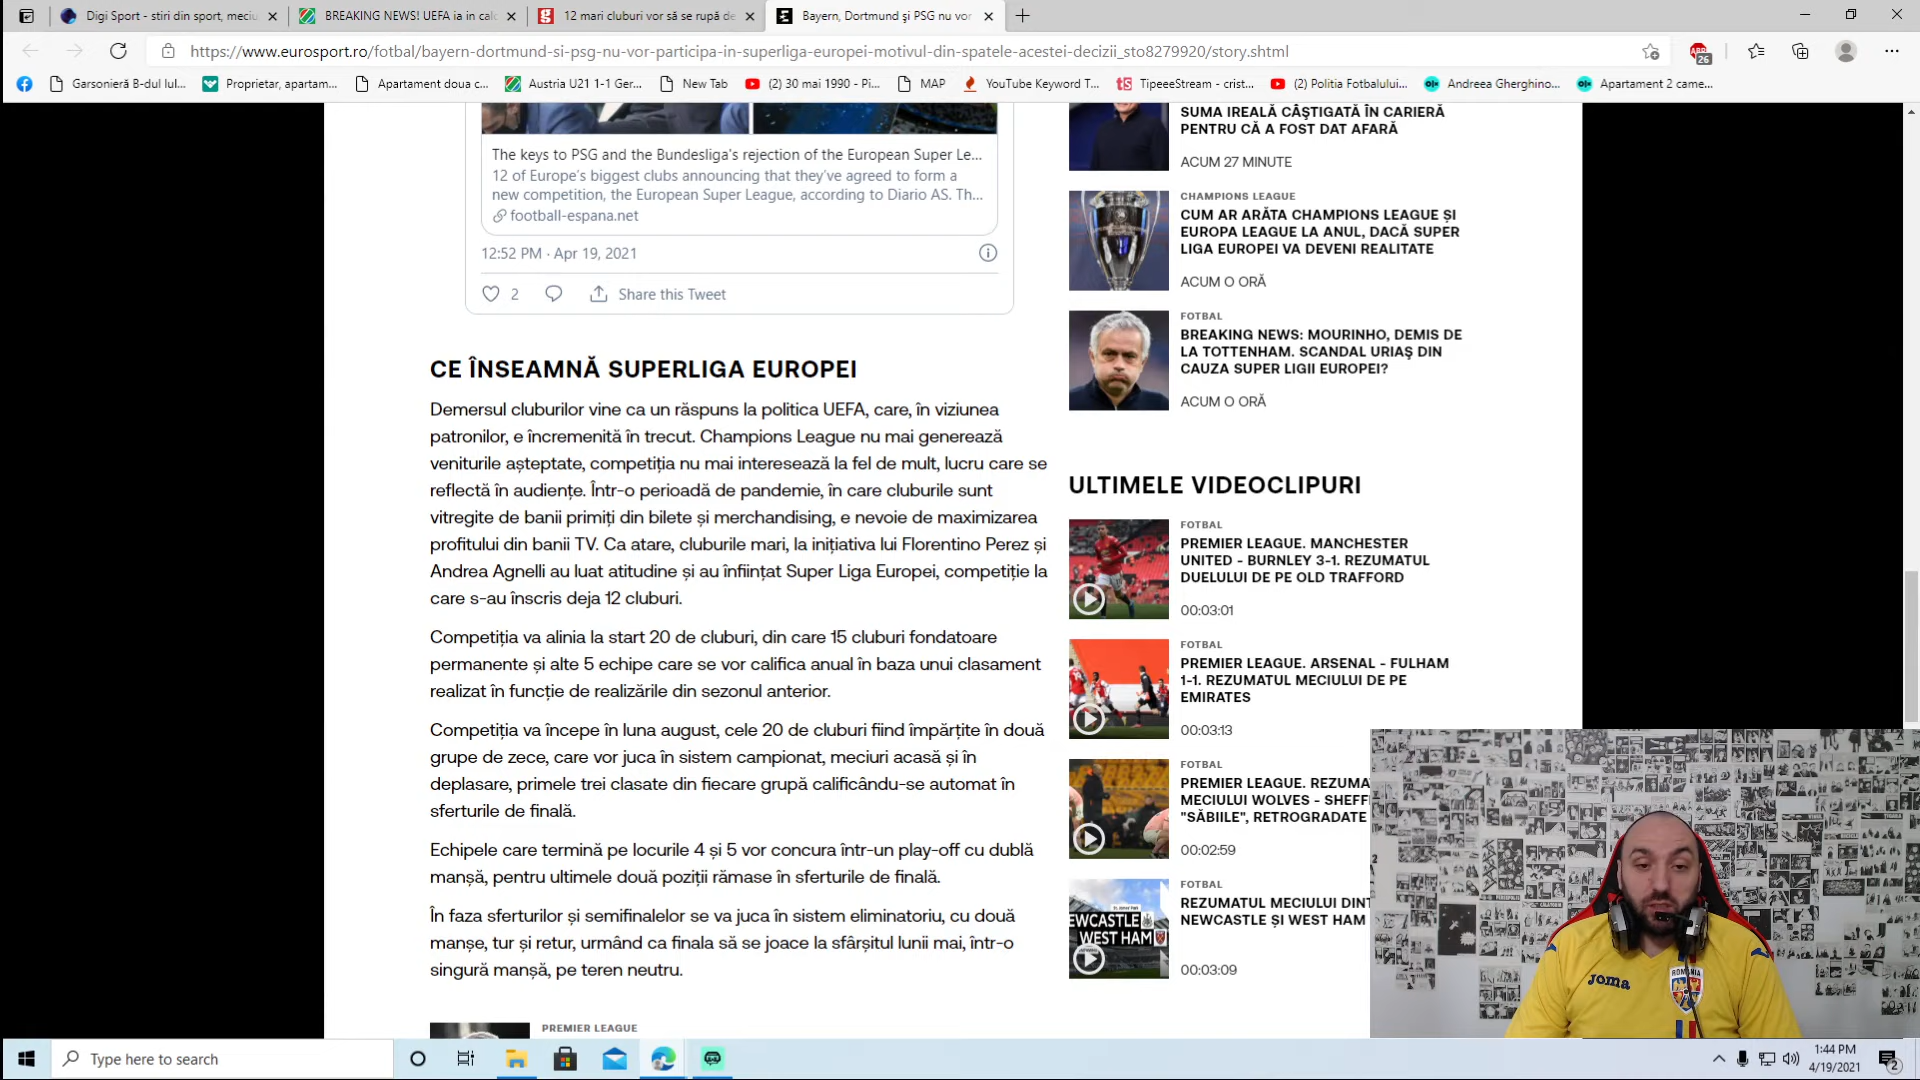 Digi Sport - stiri din sport, meciu
BREAKING NEWS! UEFA ia in calc
12 mari cluburi vor să se rupă de
Bayern, Dortmund şi PSG nu vor
https://www.eurosport.ro/fotbal/bayern-dortmund-si-psg-nu-vor-participa-in-superliga-europei-motivul-din-spatele-acestei-decizii_sto8279920/story.shtml
26
Garsonieră B-dul Iul...
Proprietar, apartam...
Apartament doua c...
Austria U21 1-1 Ger...
New Tab
(2) 30 mai 1990 - Pi...
MAP
YouTube Keyword T...
TipeeeStream - crist...
(2) Politia Fotbalului...
Andreea Gherghino...
Apartament 2 came...
The keys to PSG and the Bundesliga's rejection of the European Super Le...
12 of Europe's biggest clubs announcing that they've agreed to form a
new competition, the European Super League, according to Diario AS. Th...
football-espana.net
12:52 PM · Apr 19, 2021
2
Share this Tweet
CE ÎNSEAMNĂ SUPERLIGA EUROPEI
Demersul cluburilor vine ca un răspuns la politica UEFA, care, în viziunea
patronilor, e încremenită în trecut. Champions League nu mai generează
veniturile așteptate, competiția nu mai interesează la fel de mult, lucru care se
reflectă în audiențe. Într-o perioadă de pandemie, în care cluburile sunt
vitregite de banii primiți din bilete și merchandising, e nevoie de maximizarea
profitului din banii TV. Ca atare, cluburile mari, la inițiativa lui Florentino Perez și
Andrea Agnelli au luat atitudine și au înființat Super Liga Europei, competiție la
care s-au înscris deja 12 cluburi.
Competiția va alinia la start 20 de cluburi, din care 15 cluburi fondatoare
permanente și alte 5 echipe care se vor califica anual în baza unui clasament
realizat în funcție de realizările din sezonul anterior.
Competiția va începe în luna august, cele 20 de cluburi fiind împărțite în două
grupe de zece, care vor juca în sistem campionat, meciuri acasă și în
deplasare, primele trei clasate din fiecare grupă calificându-se automat în
sferturile de finală.
Echipele care termină pe locurile 4 și 5 vor concura într-un play-off cu dublă
manșă, pentru ultimele două poziții rămase în sferturile de finală.
În faza sferturilor și semifinalelor se va juca în sistem eliminatoriu, cu două
manșe, tur și retur, urmând ca finala să se joace la sfârșitul lunii mai, într-o
singură manșă, pe teren neutru.
PREMIER LEAGUE
SUMA IREALĂ CÂŞTIGATĂ ÎN CARIERĂ
PENTRU CĂ A FOST DAT AFARĂ
ACUM 27 MINUTE
CHAMPIONS LEAGUE
CUM AR ARĂTA CHAMPIONS LEAGUE ȘI
EUROPA LEAGUE LA ANUL, DACĂ SUPER
LIGA EUROPEI VA DEVENI REALITATE
ACUM O ORĂ
FOTBAL
BREAKING NEWS: MOURINHO, DEMIS DE
LA TOTTENHAM. SCANDAL URIAŞ DIN
CAUZA SUPER LIGII EUROPEI?
ACUM O ORĂ
ULTIMELE VIDEOCLIPURI
FOTBAL
PREMIER LEAGUE. MANCHESTER
UNITED - BURNLEY 3-1. REZUMATUL
DUELULUI DE PE OLD TRAFFORD
00:03:01
FOTBAL
PREMIER LEAGUE. ARSENAL - FULHAM
1-1. REZUMATUL MECIULUI DE PE
EMIRATES
00:03:13
FOTBAL
PREMIER LEAGUE. REZUMA
MECIULUI WOLVES - SHEFF
"SĂBIILE", RETROGRADATE
00:02:59
FOTBAL
REZUMATUL MECIULUI DINT
NEWCASTLE ȘI WEST HAM
00:03:09
EWCASTLE
WEST HAM
JOMA
ROMANIA
Type here to search
1:44 PM
4/19/2021
2